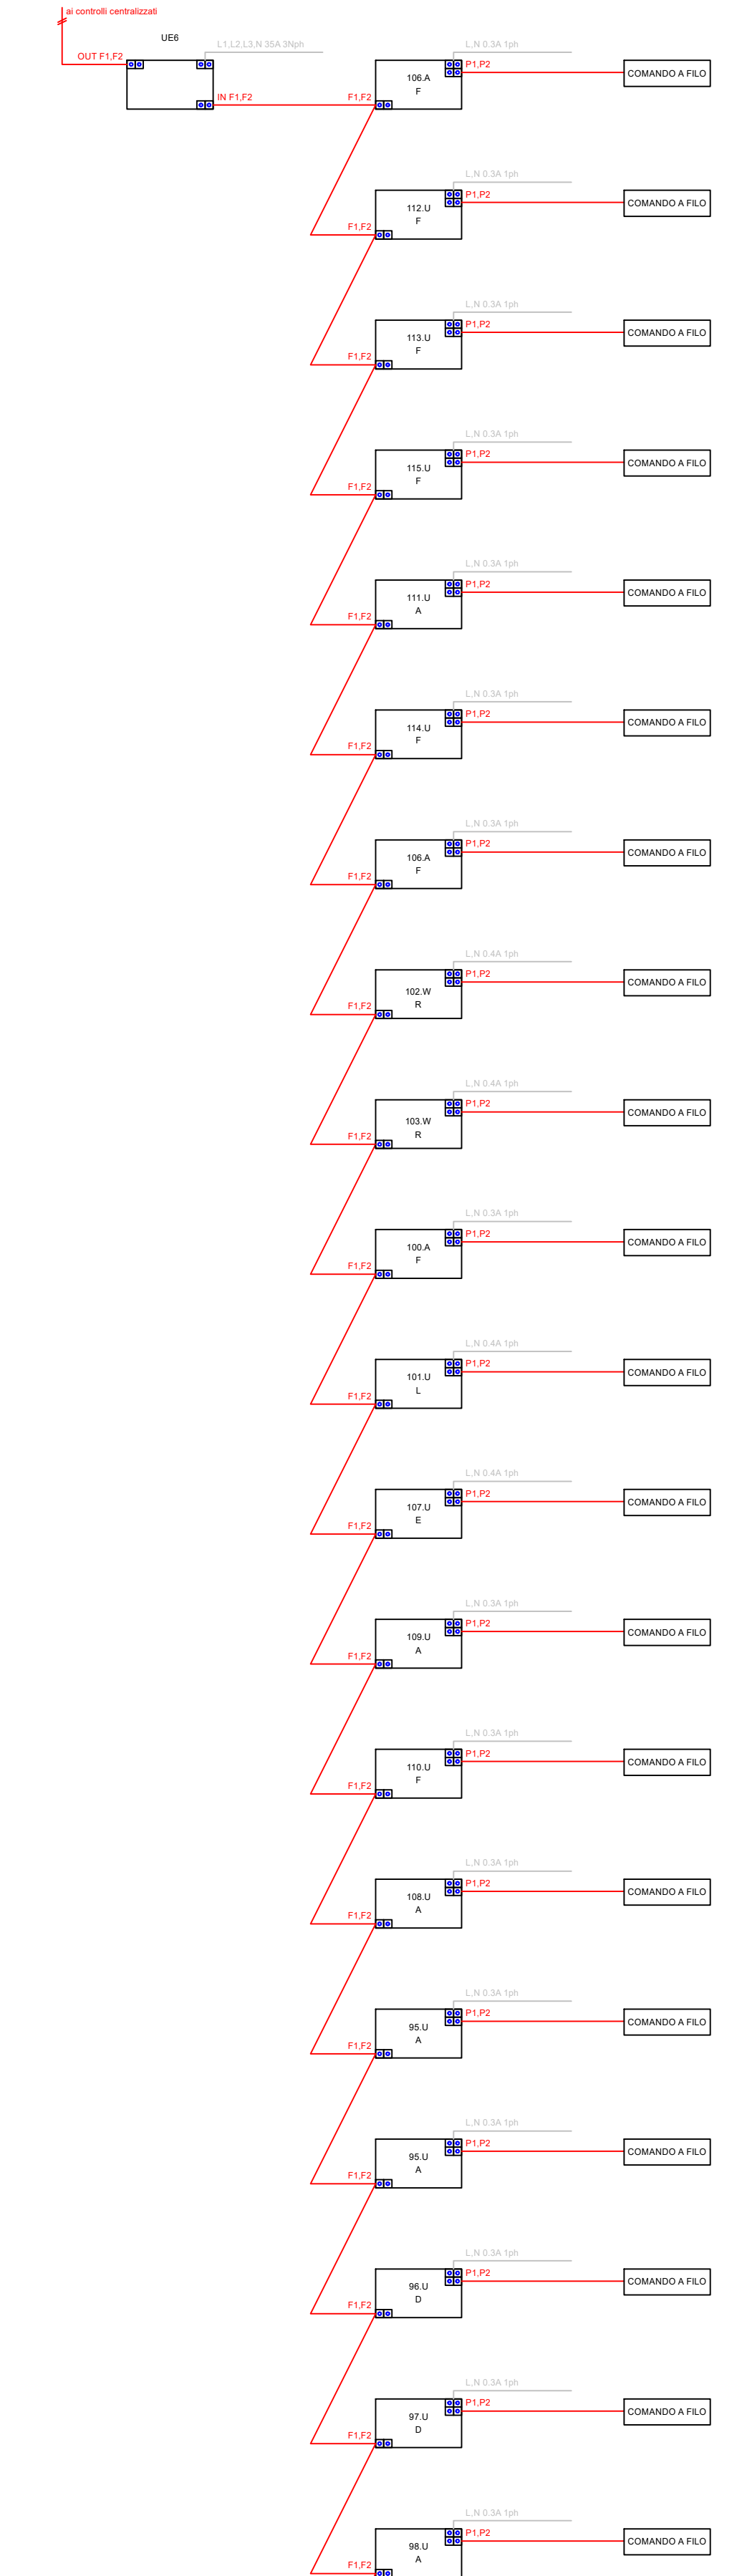 ai controlli centralizzati
UE6
L1,L2,L3,N 35A 3Nph
OUT F1,F2
IN F1,F2
L,N 0.3A 1ph
P1,P2
COMANDO A FILO
106.A
F
F1,F2
L,N 0.3A 1ph
P1,P2
COMANDO A FILO
112.U
F
F1,F2
L,N 0.3A 1ph
P1,P2
COMANDO A FILO
113.U
F
F1,F2
L,N 0.3A 1ph
P1,P2
COMANDO A FILO
115.U
F
F1,F2
L,N 0.3A 1ph
P1,P2
COMANDO A FILO
111.U
A
F1,F2
L,N 0.3A 1ph
P1,P2
COMANDO A FILO
114.U
F
F1,F2
L,N 0.3A 1ph
P1,P2
COMANDO A FILO
106.A
F
F1,F2
L,N 0.4A 1ph
P1,P2
COMANDO A FILO
102.W
R
F1,F2
L,N 0.4A 1ph
P1,P2
COMANDO A FILO
103.W
R
F1,F2
L,N 0.3A 1ph
P1,P2
COMANDO A FILO
100.A
F
F1,F2
L,N 0.4A 1ph
P1,P2
COMANDO A FILO
101.U
L
F1,F2
L,N 0.4A 1ph
P1,P2
COMANDO A FILO
107.U
E
F1,F2
L,N 0.3A 1ph
P1,P2
COMANDO A FILO
109.U
A
F1,F2
L,N 0.3A 1ph
P1,P2
COMANDO A FILO
110.U
F
F1,F2
L,N 0.3A 1ph
P1,P2
COMANDO A FILO
108.U
A
F1,F2
L,N 0.3A 1ph
P1,P2
COMANDO A FILO
95.U
A
F1,F2
L,N 0.3A 1ph
P1,P2
COMANDO A FILO
95.U
A
F1,F2
L,N 0.3A 1ph
P1,P2
COMANDO A FILO
96.U
D
F1,F2
L,N 0.3A 1ph
P1,P2
COMANDO A FILO
97.U
D
F1,F2
L,N 0.3A 1ph
P1,P2
COMANDO A FILO
98.U
A
F1,F2